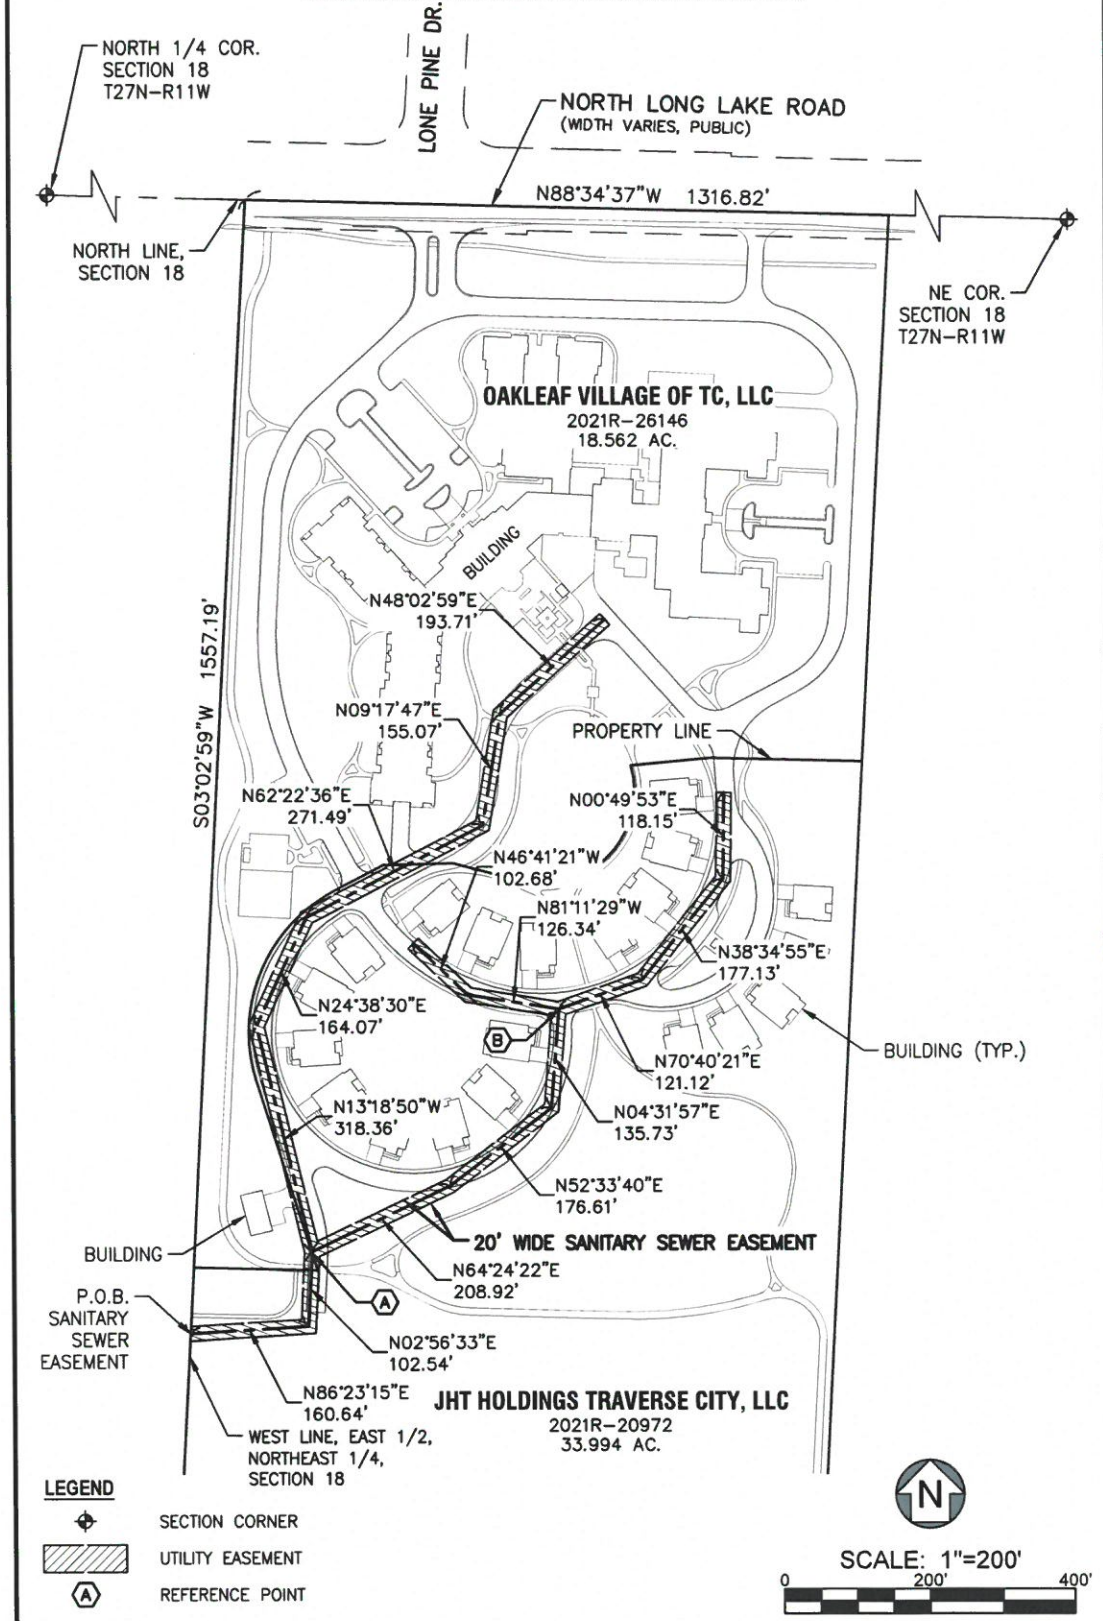 LONE PINE DR.
NORTH 1/4 COR.
SECTION 18
T27N-R11W
NORTH LONG LAKE ROAD
(WIDTH VARIES, PUBLIC)
N88°34'37"W 1316.82'
NORTH LINE,
SECTION 18
NE COR.
SECTION 18
T27N-R11W
OAKLEAF VILLAGE OF TC, LLC
2021R-26146
18.562 AC.
BUILDING
N48°02'59"E
193.71'
S03°02'59"W 1557.19'
N09°17'47"E
155.07'
PROPERTY LINE
N62°22'36"E
271.49'
N00°49'53"E
118.15'
N46°41'21"W
102.68'
N81°11'29"W
126.34'
N38°34'55"E
177.13'
N24°38'30"E
164.07'
B
N70°40'21"E
121.12'
BUILDING (TYP.)
N13°18'50"W
318.36'
N04°31'57"E
135.73'
N52°33'40"E
176.61'
BUILDING
20' WIDE SANITARY SEWER EASEMENT
N64°24'22"E
208.92'
P.O.B.
SANITARY
SEWER
EASEMENT
A
N02°56'33"E
102.54'
N86°23'15"E
160.64'
JHT HOLDINGS TRAVERSE CITY, LLC
2021R-20972
33.994 AC.
WEST LINE, EAST 1/2,
NORTHEAST 1/4,
SECTION 18
LEGEND
SECTION CORNER
UTILITY EASEMENT
A REFERENCE POINT
N
SCALE: 1"=200'
0 200' 400'